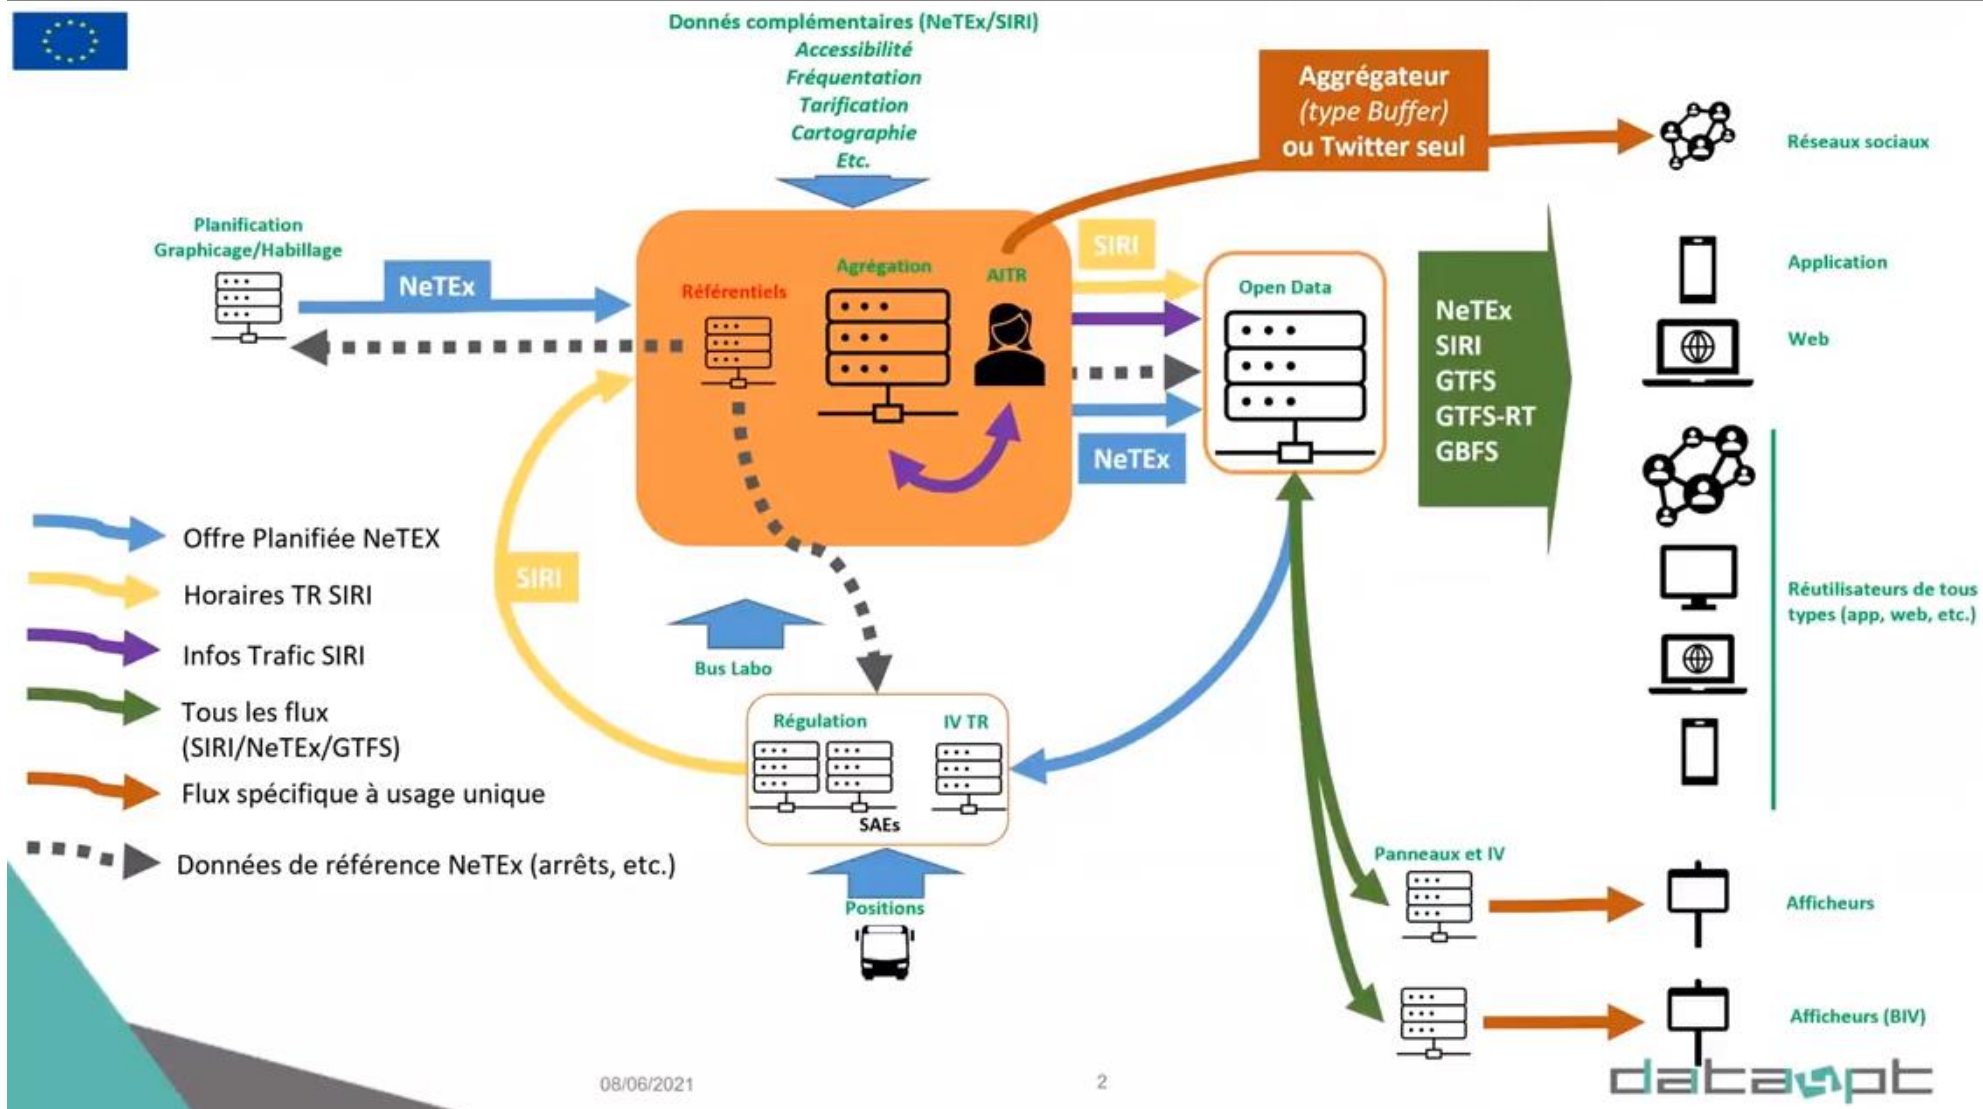 Donnés complémentaires (NeTEx/SIRI)
Accessibilité
Fréquentation
Tarification
Cartographie
Etc.
Aggrégateur
(type Buffer)
ou Twitter seul
Réseaux sociaux
Planification
Graphicage/Habillage
NeTEx
Référentiels
Agrégation
AITR
SIRI
NeTEx
Open Data
NeTEx
SIRI
GTFS
GTFS-RT
GBFS
Application
Web
Réutilisateurs de tous
types (app, web, etc.)
SIRI
Bus Labo
Régulation
IV TR
SAEs
Positions
Offre Planifiée NeTEX
Horaires TR SIRI
Infos Trafic SIRI
Tous les flux
(SIRI/NeTEx/GTFS)
Flux spécifique à usage unique
Données de référence NeTEx (arrêts, etc.)
Panneaux et IV
Afficheurs
Afficheurs (BIV)
08/06/2021
2
data4pt